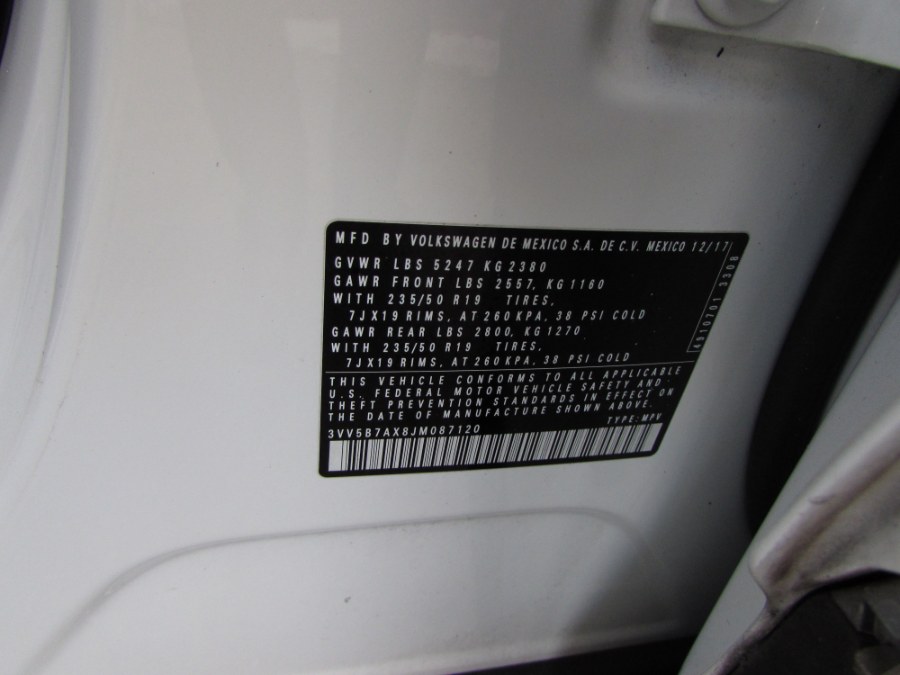 MFD BY VOLKSWAGEN DE MEXICO S.A. DE C.V. MEXICO 12/17
GVWR LBS 5247 KG 2380
GAWR FRONT LBS 2557, KG 1160
WITH 235/50 R19 TIRES,
7JX19 RIMS, AT 260 KPA, 38 PSI COLD
GAWR REAR LBS 2800, KG 1270
WITH 235/50 R19 TIRES,
7JX19 RIMS, AT 260 KPA, 38 PSI COLD
4910701 3308
THIS VEHICLE CONFORMS TO ALL APPLICABLE
U.S. FEDERAL MOTOR VEHICLE SAFETY AND
THEFT PREVENTION STANDARDS IN EFFECT ON
THE DATE OF MANUFACTURE SHOWN ABOVE.
TYPE: MPV
3VV5B7AX8JM087120